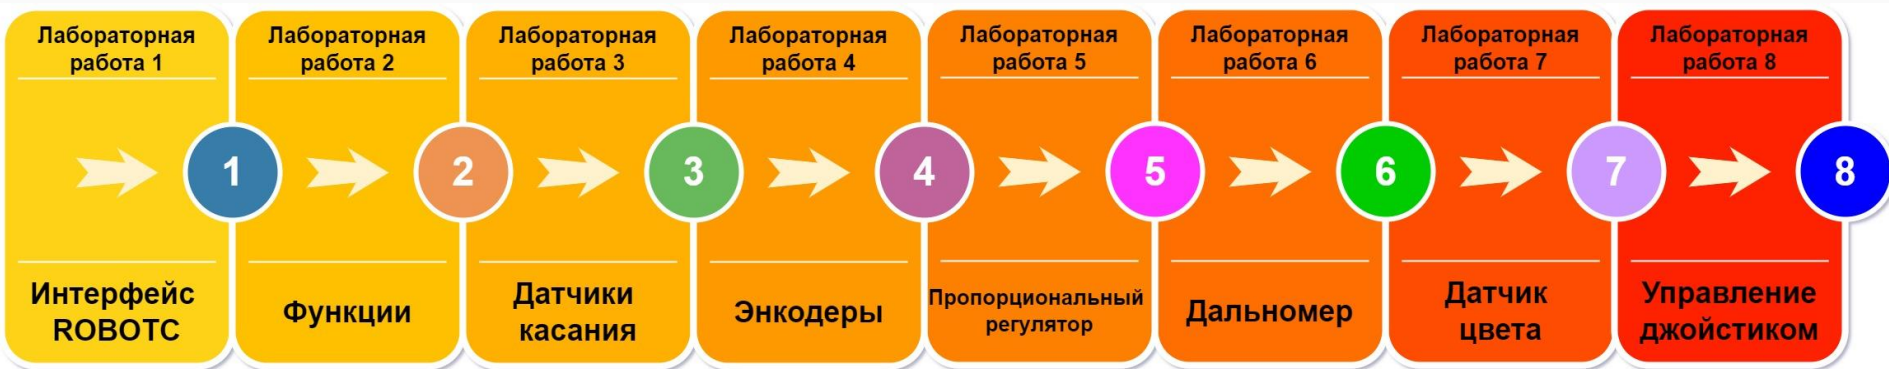 Лабораторная
работа 1
1
Интерфейс
ROBOTC
Лабораторная
работа 2
2
Функции
Лабораторная
работа 3
3
Датчики
касания
Лабораторная
работа 4
4
Энкодеры
Лабораторная
работа 5
5
Пропорциональный
регулятор
Лабораторная
работа 6
6
Дальномер
Лабораторная
работа 7
7
Датчик
цвета
Лабораторная
работа 8
8
Управление
джойстиком